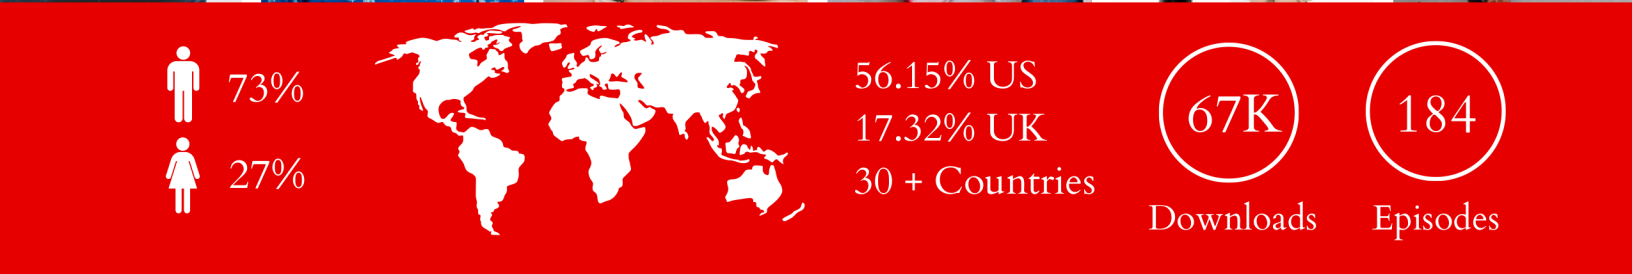 73%
27%
56.15% US
17.32% UK
30 + Countries
67K
Downloads
184
Episodes